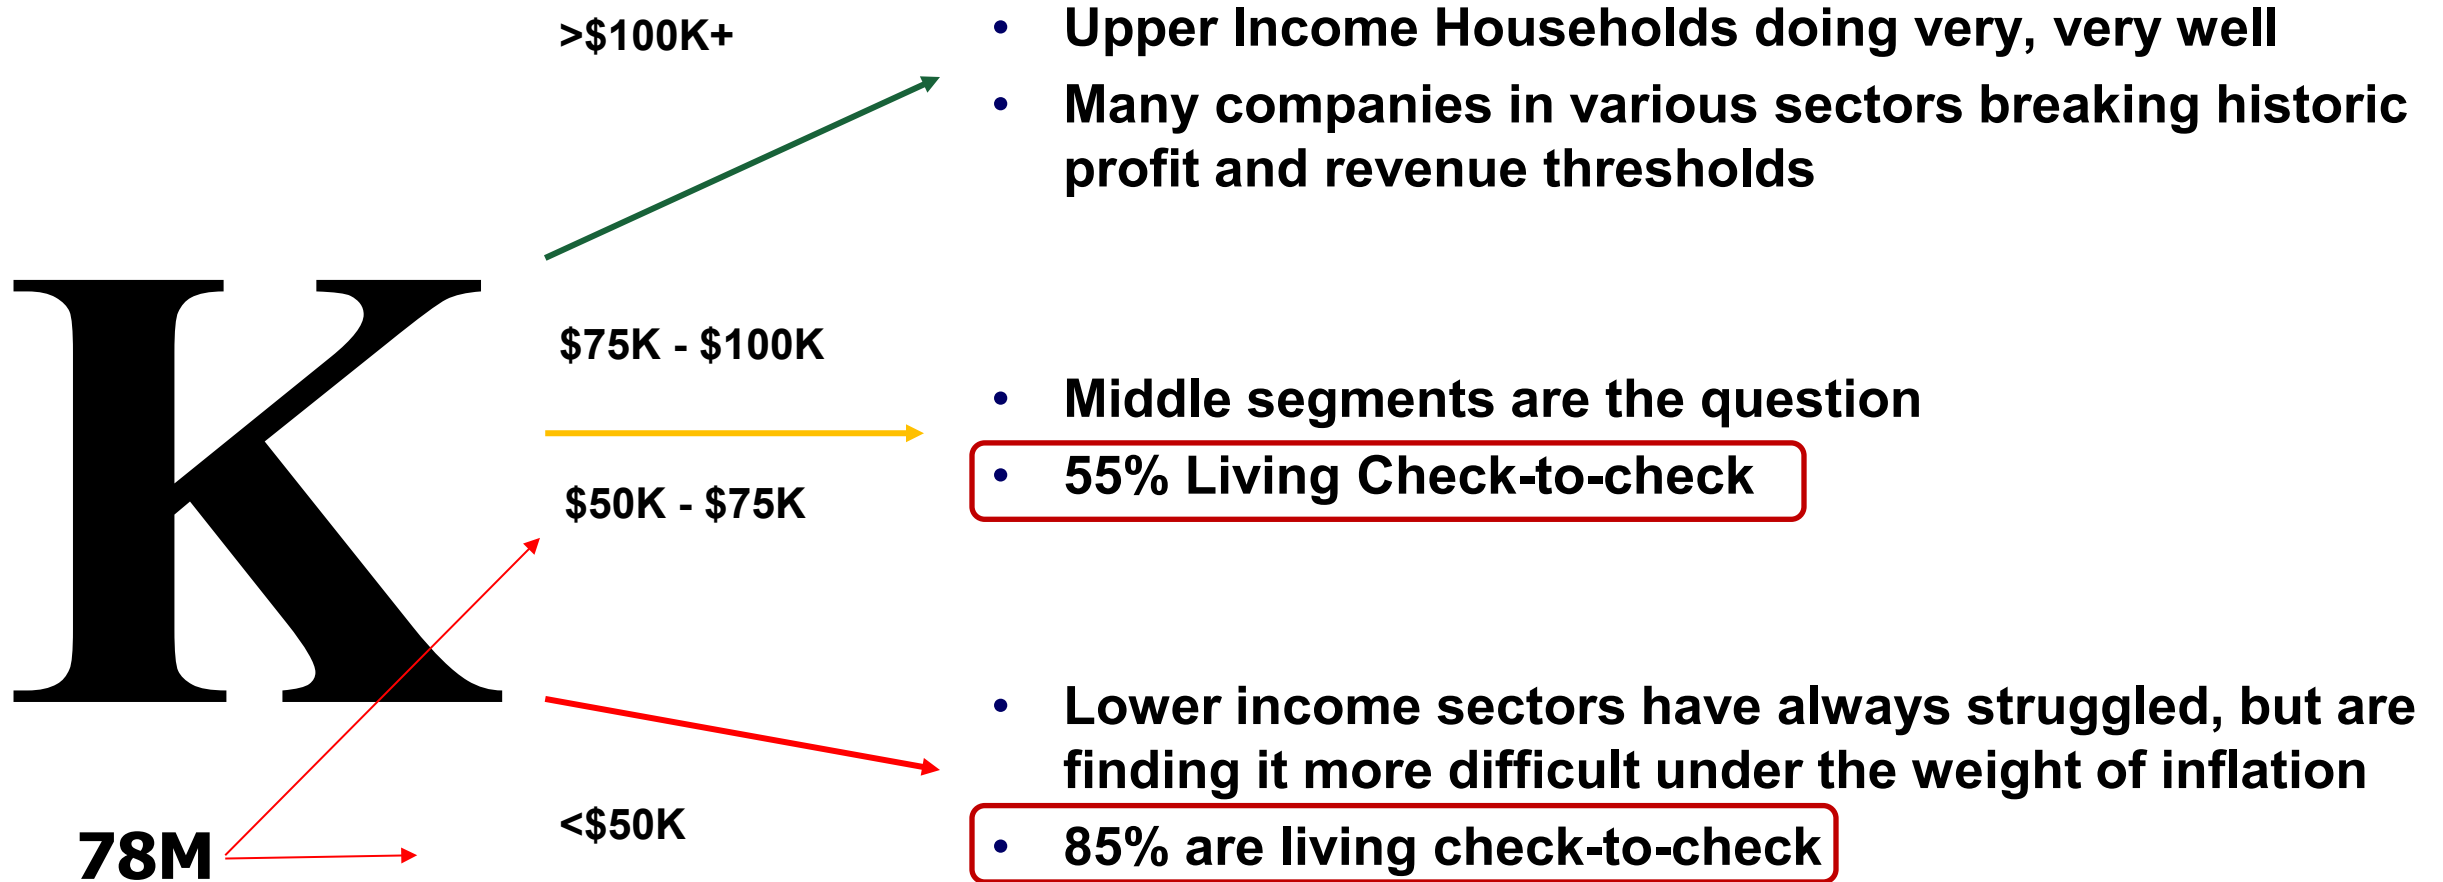 >$100K+
• Upper Income Households doing very, very well
• Many companies in various sectors breaking historic
profit and revenue thresholds
K
$75K - $100K
• Middle segments are the question
• 55% Living Check-to-check
$50K - $75K
• Lower income sectors have always struggled, but are
finding it more difficult under the weight of inflation
<$50K
• 85% are living check-to-check
78M